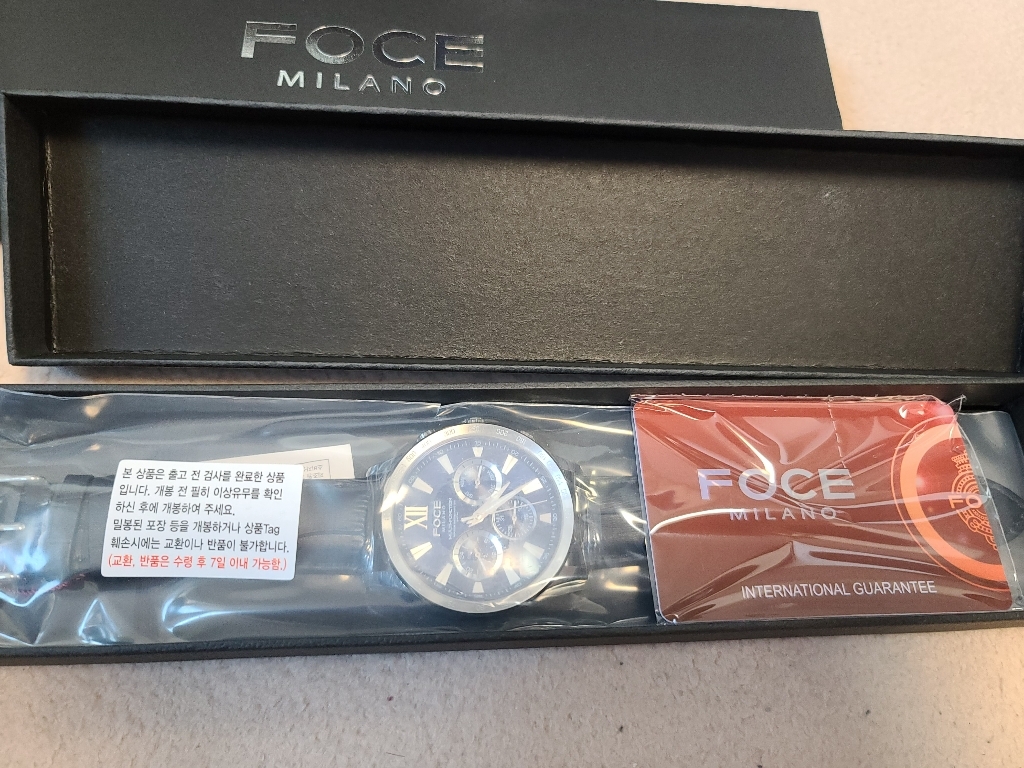 FOCE
MILANO
본 상품은 출고 전 검사를 완료한 상품
입니다. 개봉 전 필히 이상유무를 확인
하신 후에 개봉하여 주세요.
밀봉된 포장 등을 개봉하거나 상품Tag
훼손시에는 교환이나 반품이 불가합니다.
(교환, 반품은 수령 후 7일 이내 가능함.)
XII
FOCE
FOCE
MILANO
INTERNATIONAL GUARANTEE